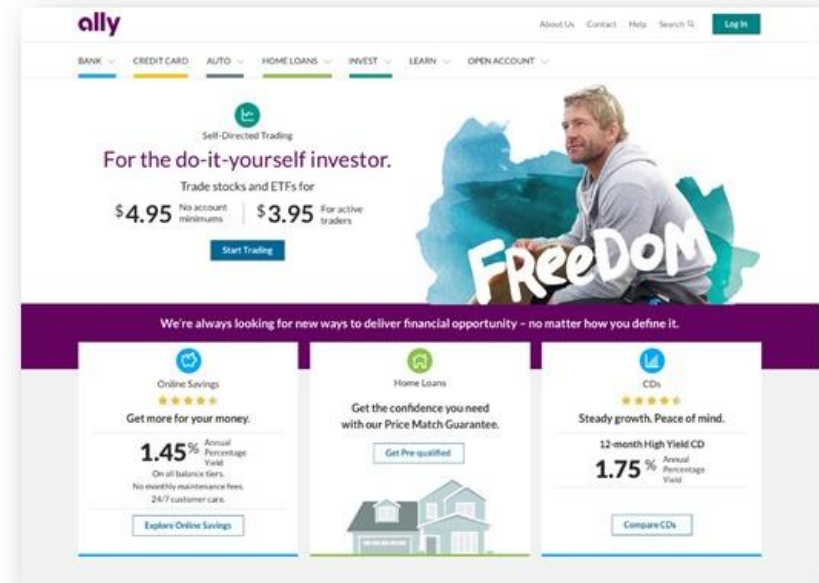 ally
About Us Contact Help Search Log In
BANK CREDIT CARD AUTO HOME LOANS INVEST LEARN OPEN ACCOUNT
Self-Directed Trading
For the do-it-yourself investor.
Trade stocks and ETFs for
$4.95 No account minimums $3.95 For active traders
Start Trading
FREEDOM
We're always looking for new ways to deliver financial opportunity – no matter how you define it.
Online Savings
Get more for your money.
1.45% Annual Percentage Yield
On all balance tiers.
No monthly maintenance fees.
24/7 customer care.
Explore Online Savings
Home Loans
Get the confidence you need
with our Price Match Guarantee.
Get Pre-qualified
CDs
Steady growth. Peace of mind.
12-month High Yield CD
1.75% Annual Percentage Yield
Compare CDs